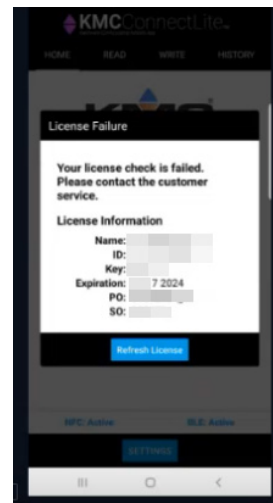 KMCConnectLite
HOME READ WRITE HISTORY
KMC
License Failure
Your license check is failed.
Please contact the customer
service.
License Information
Name:
ID:
Key:
Expiration: 7 2024
PO:
SO:
Refresh License
NFC: Active BLE: Active
SETTINGS